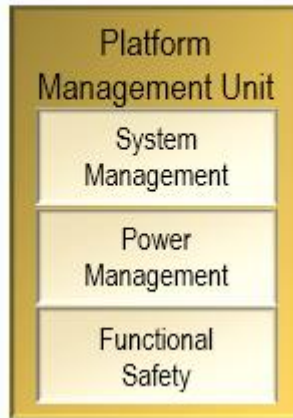 Platform
Management Unit
System
Management
Power
Management
Functional
Safety